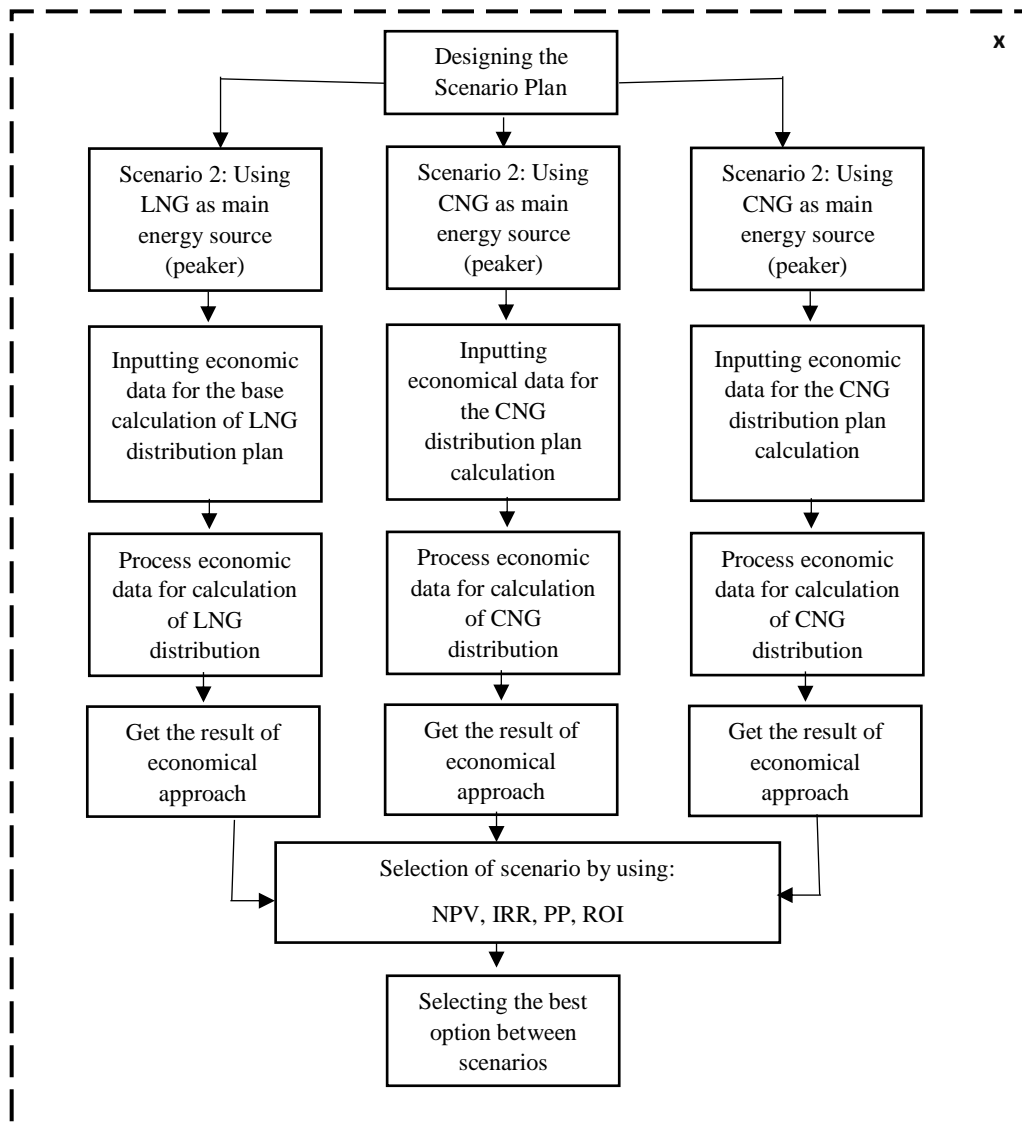 x
Designing the
Scenario Plan
Scenario 2: Using
LNG as main
energy source
(peaker)
Scenario 2: Using
CNG as main
energy source
(peaker)
Scenario 2: Using
CNG as main
energy source
(peaker)
Inputting economic
data for the base
calculation of LNG
distribution plan
Inputting
economical data for
the CNG
distribution plan
calculation
Inputting economic
data for the CNG
distribution plan
calculation
Process economic
data for calculation
of LNG
distribution
Process economic
data for calculation
of CNG
distribution
Process economic
data for calculation
of CNG
distribution
Get the result of
economical
approach
Get the result of
economical
approach
Get the result of
economical
approach
Selection of scenario by using:
NPV, IRR, PP, ROI
Selecting the best
option between
scenarios